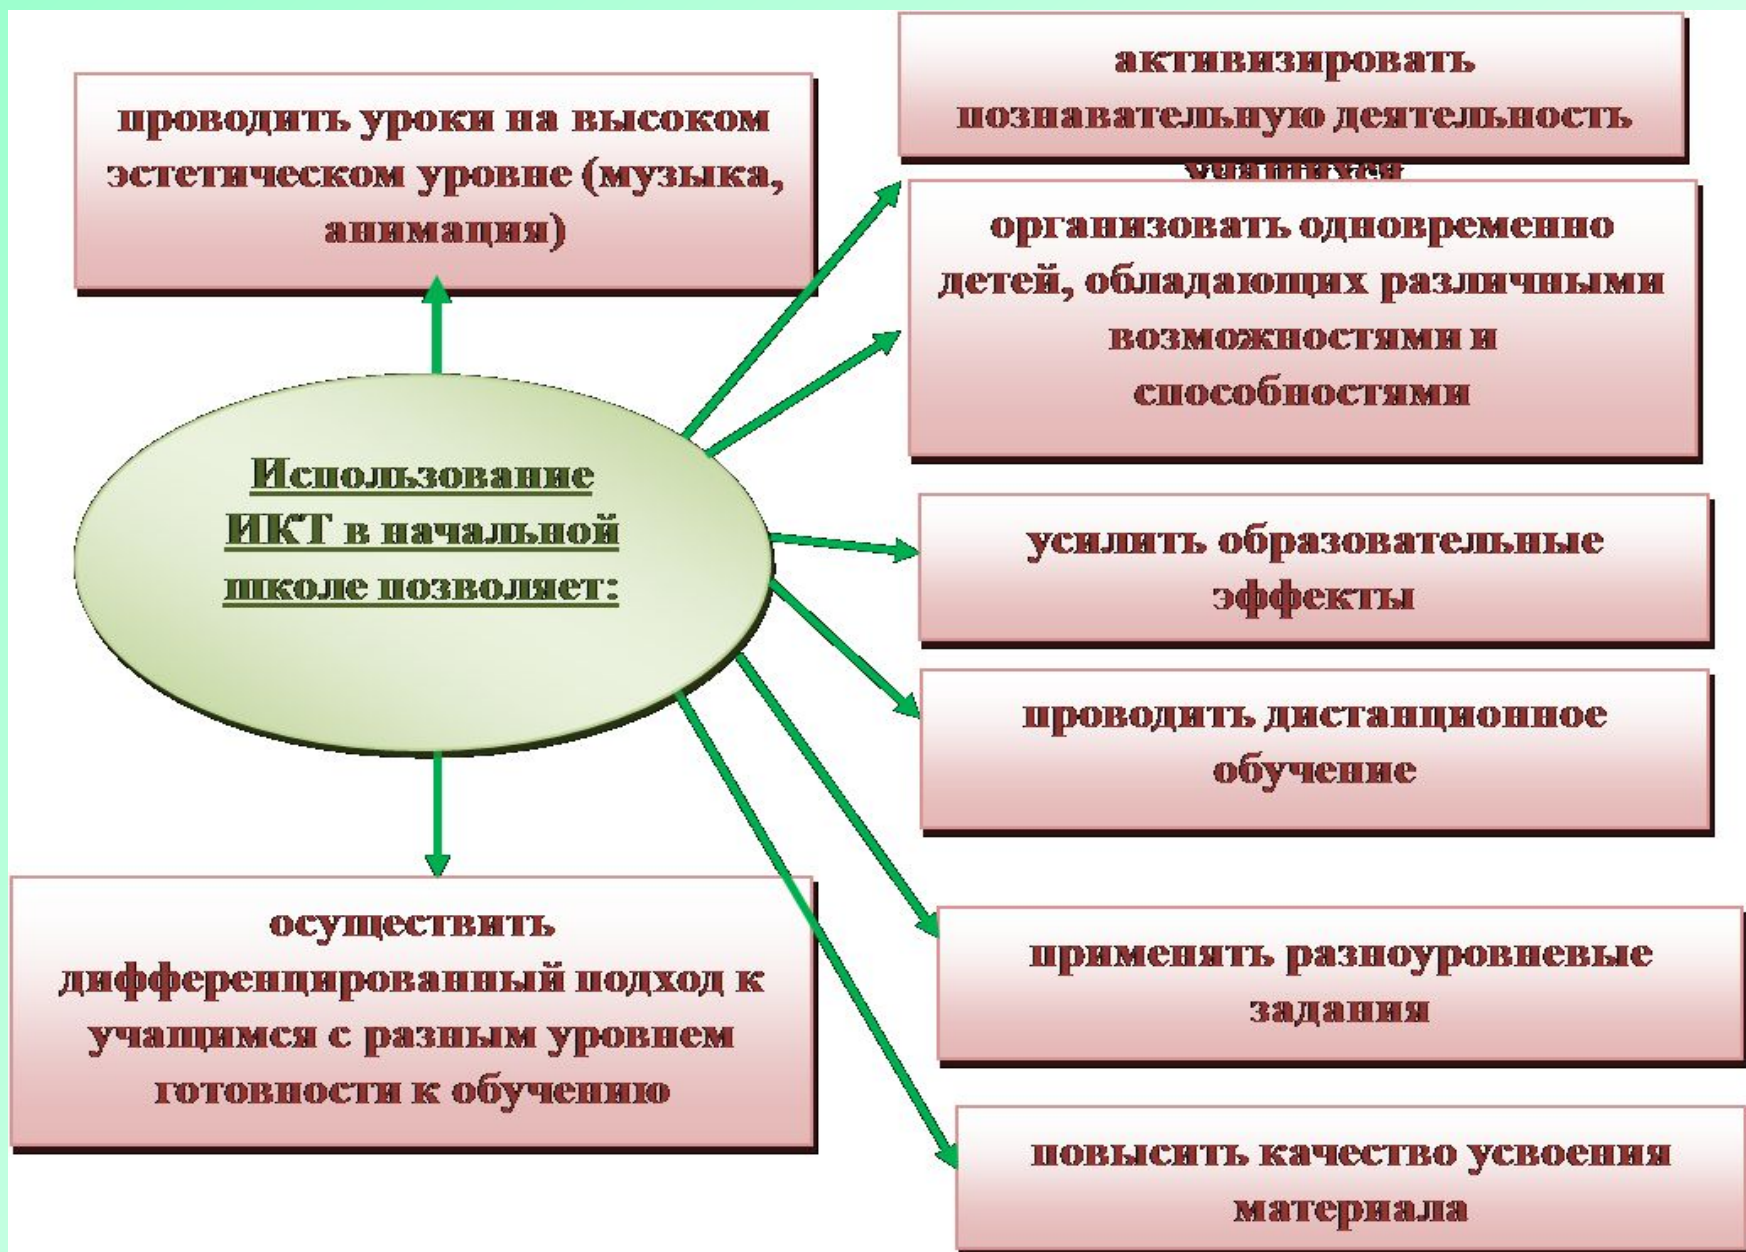 проводить уроки на высоком
эстетическом уровне (музыка,
анимация)
активизировать
познавательную деятельность
учащихся
организовать одновременно
детей, обладающих различными
возможностями и
способностями
Использование
ИКТ в начальной
школе позволяет:
усилить образовательные
эффекты
проводить дистанционное
обучение
осуществить
дифференцированный подход к
учащимся с разным уровнем
готовности к обучению
применять разноуровневые
задания
повысить качество усвоения
материала